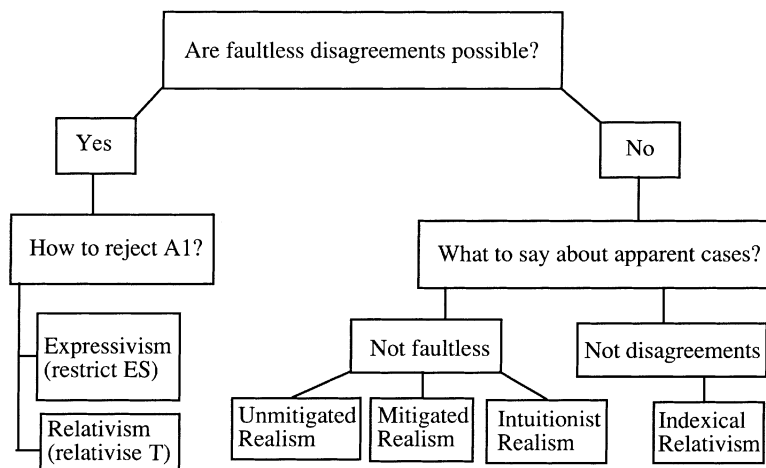 Are faultless disagreements possible?
Yes
No
How to reject A1?
What to say about apparent cases?
Expressivism
(restrict ES)
Relativism
(relativise T)
Not faultless
Not disagreements
Unmitigated
Realism
Mitigated
Realism
Intuitionist
Realism
Indexical
Relativism